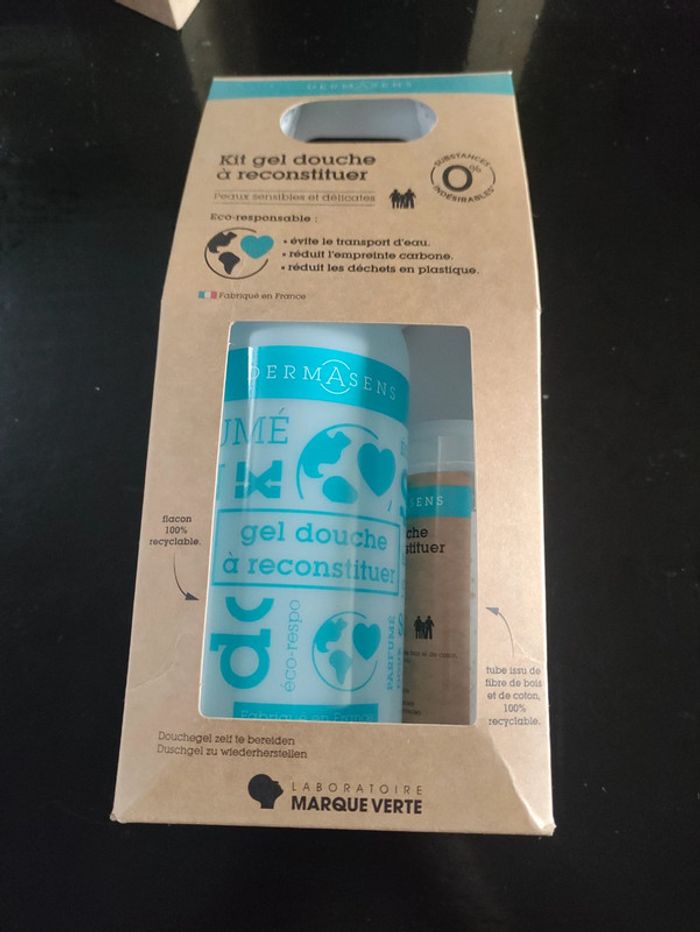 DERMASENS
Kit gel douche
à reconstituer
Peaux sensibles et délicates
SUBSTANCES
0%
INDÉSIRABLES
Eco-responsable :
• évite le transport d'eau.
• réduit l'empreinte carbone.
• réduit les déchets en plastique.
Fabriqué en France
DERMASENS
UMÉ
gel douche
à reconstituer
do
éco-respo
PARFUMÉ
Fabriqué en France
SENS
che
stituer
flacon
100%
recyclable.
tube issu de
fibre de bois
et de coton,
100%
recyclable.
Douchegel zelf te bereiden
Duschgel zu wiederherstellen
LABORATOIRE
MARQUE VERTE